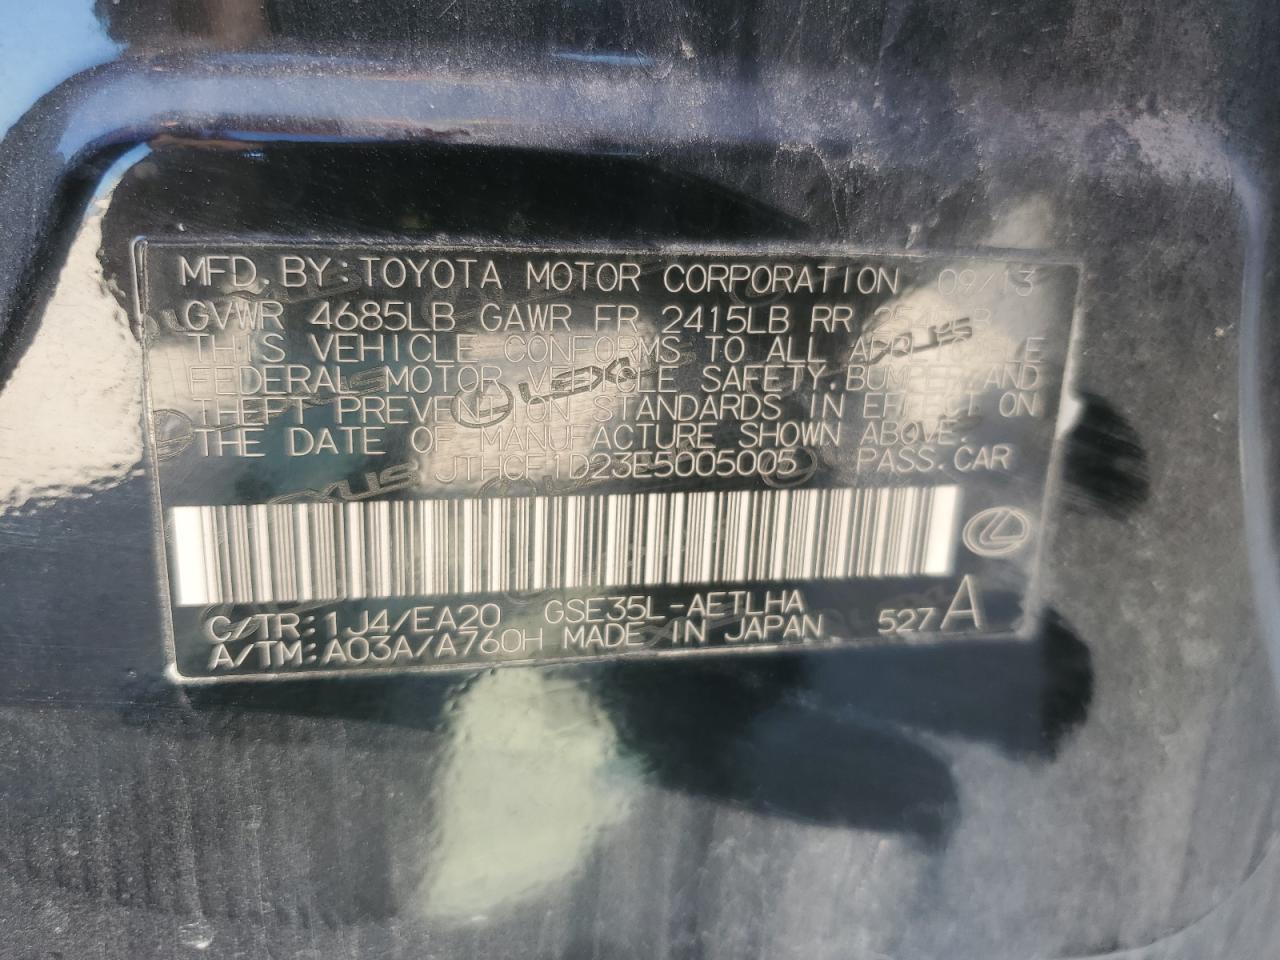 MFD. BY: TOYOTA MOTOR CORPORATION 09/13
GVWR 4685LB GAWR FR 2415LB RR
THIS VEHICLE CONFORMS TO ALL APPLICABLE
FEDERAL MOTOR VEHICLE SAFETY, BUMPER, AND
THEFT PREVENTION STANDARDS IN EFFECT ON
THE DATE OF MANUFACTURE SHOWN ABOVE.
JTHCF1D23E5005005 PASS.CAR
C/TR: 1J4/EA20 GSE35L-AETLHA
A/TM: A03A/A760H MADE IN JAPAN 527 A